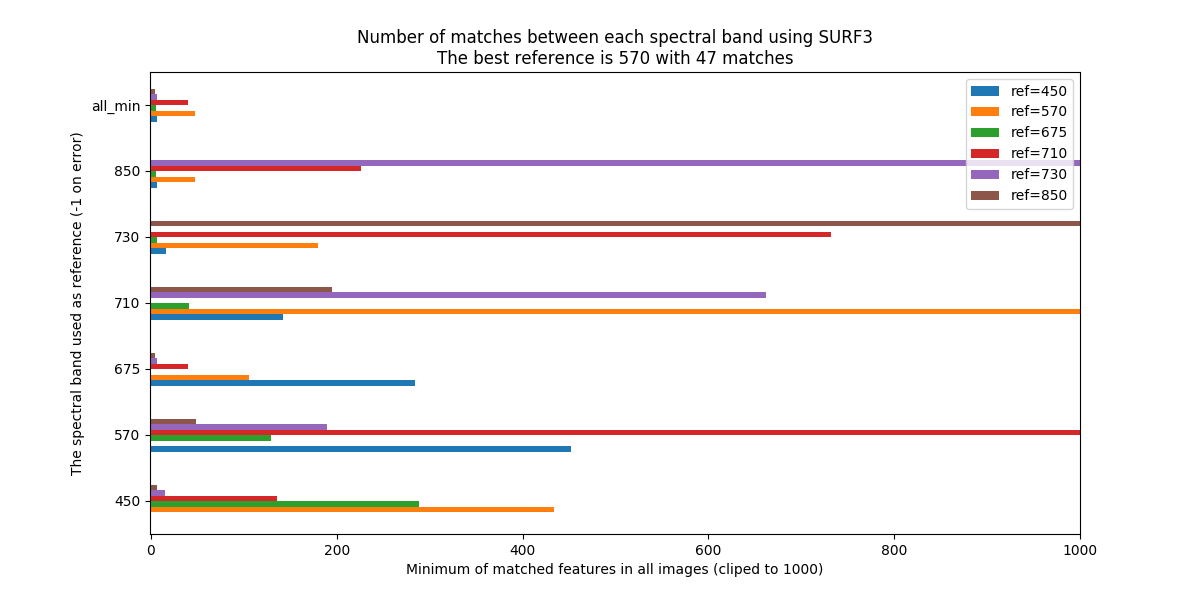 Number of matches between each spectral band using SURF3
The best reference is 570 with 47 matches
The spectral band used as reference (-1 on error)
all_min
850
730
710
675
570
450
ref=450
ref=570
ref=675
ref=710
ref=730
ref=850
0 200 400 600 800 1000
Minimum of matched features in all images (cliped to 1000)